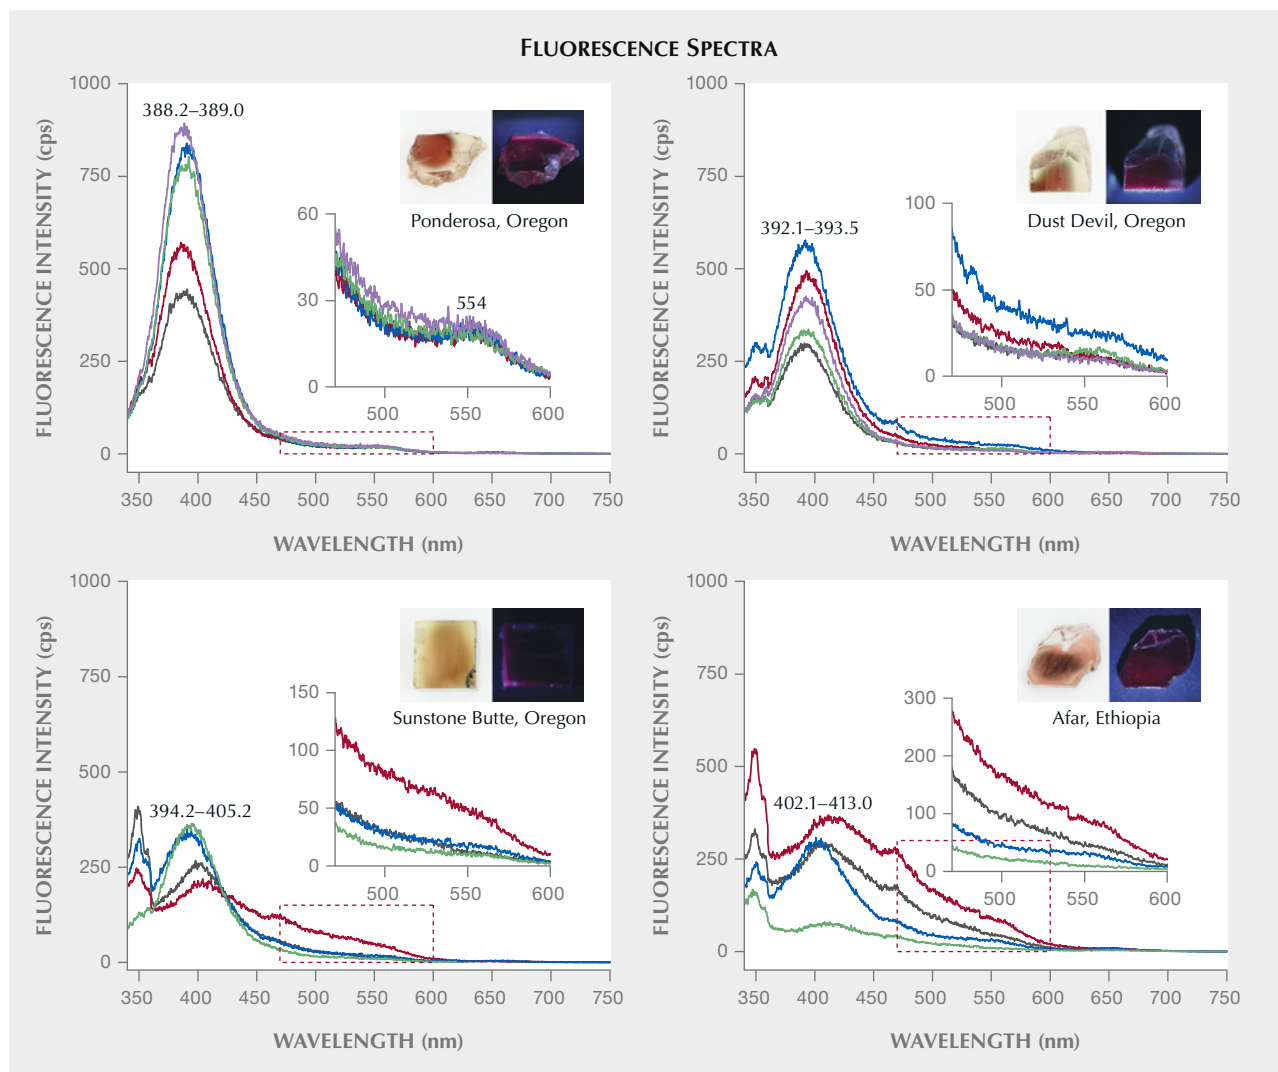 FLUORESCENCE SPECTRA
FLUORESCENCE INTENSITY (cps)
1000
750
500
250
0
388.2–389.0
Ponderosa, Oregon
60
30
0
554
500 550 600
350 400 450 500 550 600 650 700 750
WAVELENGTH (nm)
FLUORESCENCE INTENSITY (cps)
1000
750
500
250
0
392.1–393.5
Dust Devil, Oregon
100
50
0
500 550 600
350 400 450 500 550 600 650 700 750
WAVELENGTH (nm)
FLUORESCENCE INTENSITY (cps)
1000
750
500
250
0
394.2–405.2
Sunstone Butte, Oregon
150
100
50
0
500 550 600
350 400 450 500 550 600 650 700 750
WAVELENGTH (nm)
FLUORESCENCE INTENSITY (cps)
1000
750
500
250
0
402.1–413.0
Afar, Ethiopia
300
200
100
0
500 550 600
350 400 450 500 550 600 650 700 750
WAVELENGTH (nm)